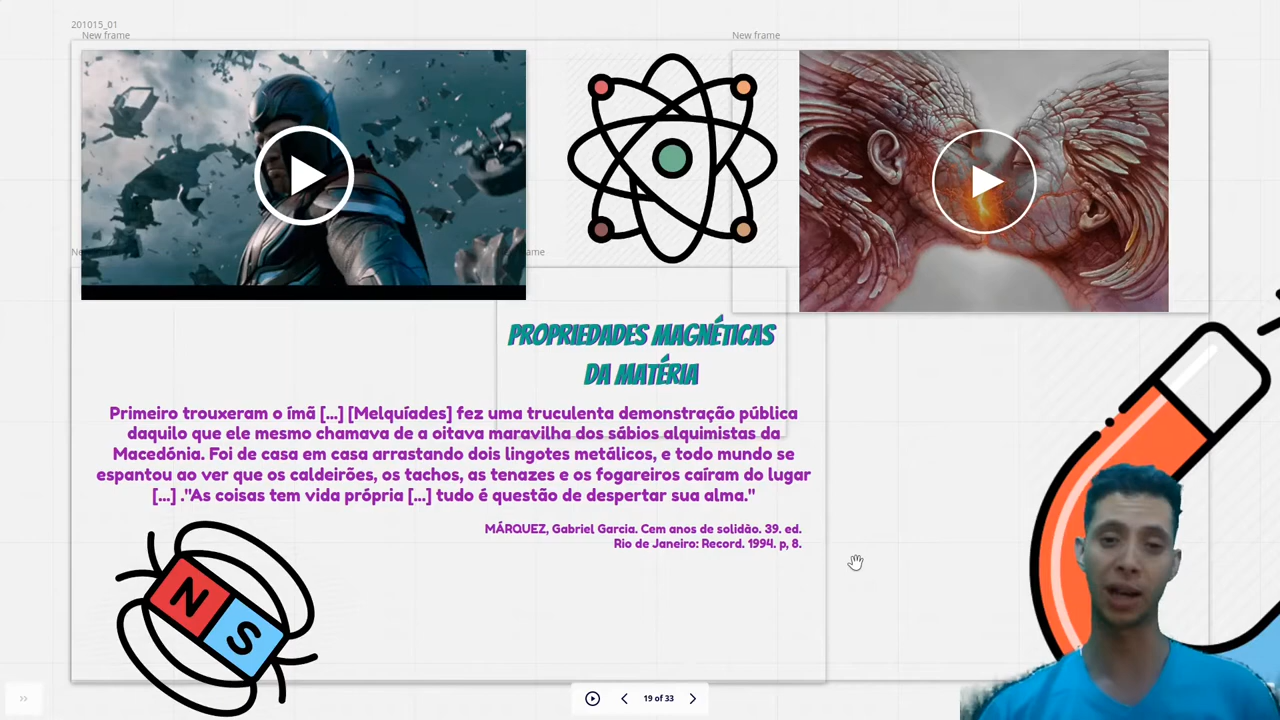 201015_01
New frame
New frame
PROPRIEDADES MAGNÉTICAS
DA MATÉRIA
Primeiro trouxeram o ímã [...] [Melquíades] fez uma truculenta demonstração pública
daquilo que ele mesmo chamava de a oitava maravilha dos sábios alquimistas da
Macedónia. Foi de casa em casa arrastando dois lingotes metálicos, e todo mundo se
espantou ao ver que os caldeirões, os tachos, as tenazes e os fogareiros caíram do lugar
[...] ."As coisas tem vida própria [...] tudo é questão de despertar sua alma."
MÁRQUEZ, Gabriel Garcia. Cem anos de solidão. 39. ed.
Rio de Janeiro: Record. 1994. p, 8.
N
S
19 of 33